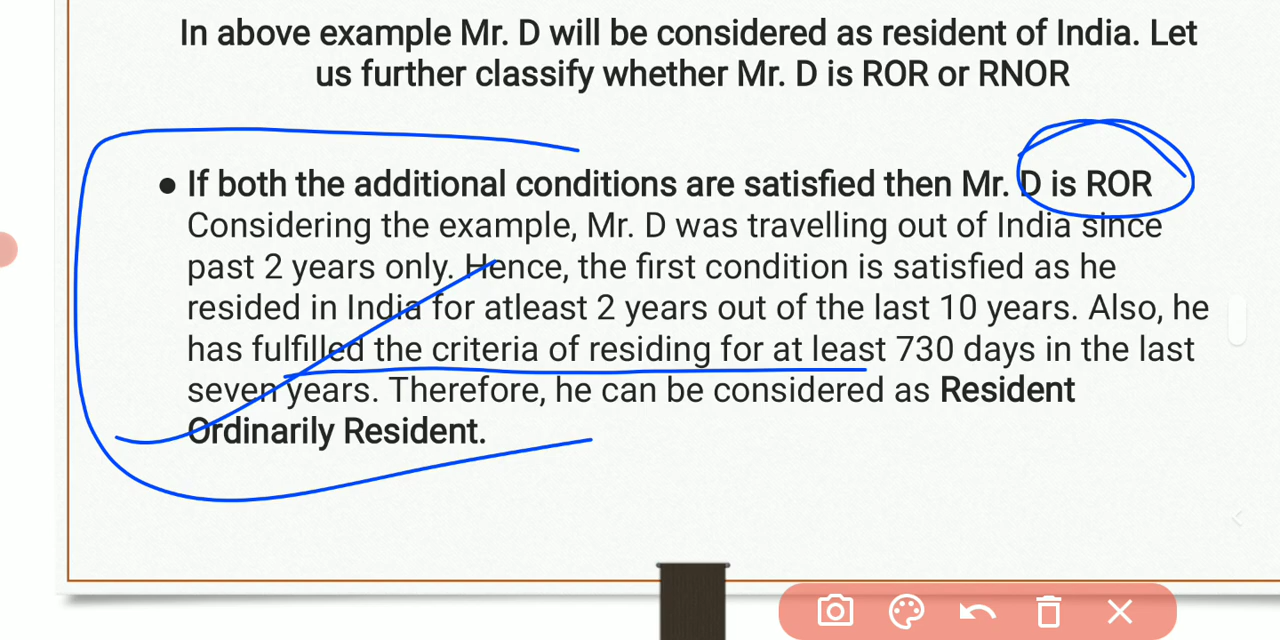 In above example Mr. D will be considered as resident of India. Let
us further classify whether Mr. D is ROR or RNOR
● If both the additional conditions are satisfied then Mr. D is ROR
Considering the example, Mr. D was travelling out of India since
past 2 years only. Hence, the first condition is satisfied as he
resided in India for atleast 2 years out of the last 10 years. Also, he
has fulfilled the criteria of residing for at least 730 days in the last
seven years. Therefore, he can be considered as Resident
Ordinarily Resident.